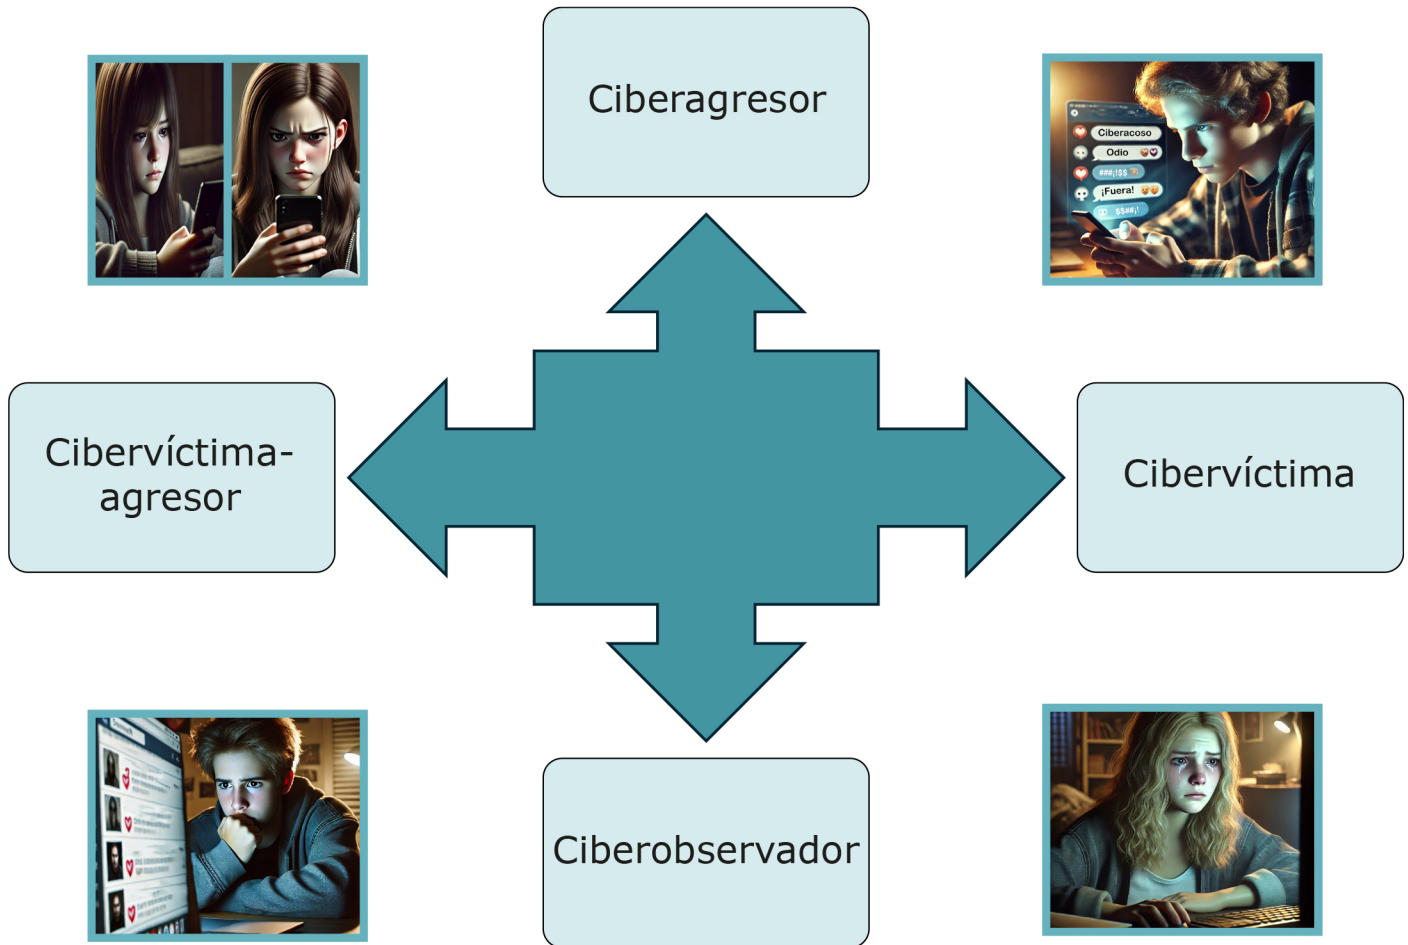 Ciberagresor
Ciberacoso
Odio
###¡!$$
¡Fuera!
$$##¡!
Cibervíctima-
agresor
Cibervíctima
Ciberobservador